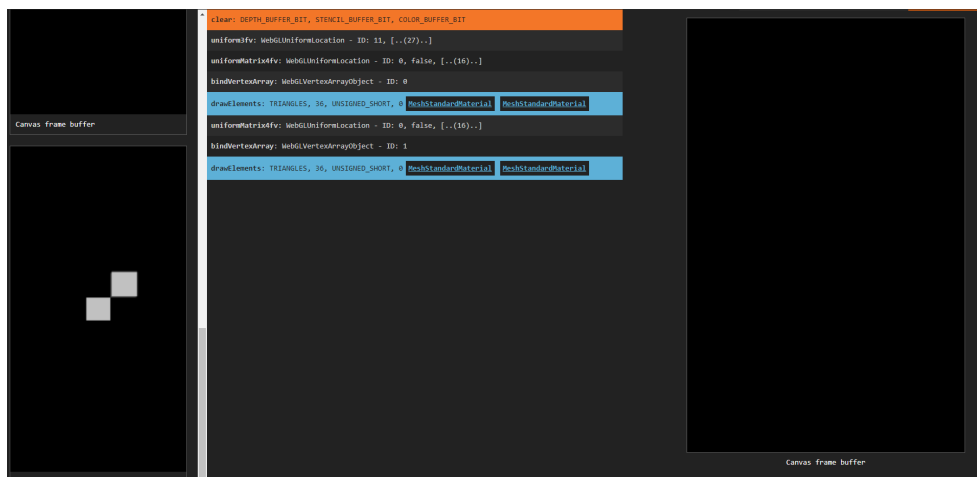 Canvas frame buffer
clear: DEPTH_BUFFER_BIT, STENCIL_BUFFER_BIT, COLOR_BUFFER_BIT
uniform3fv: WebGLUniformLocation - ID: 11, [..(27)..]
uniformMatrix4fv: WebGLUniformLocation - ID: 0, false, [..(16)..]
bindVertexArray: WebGLVertexArrayObject - ID: 0
drawElements: TRIANGLES, 36, UNSIGNED_SHORT, 0 MeshStandardMaterial MeshStandardMaterial
uniformMatrix4fv: WebGLUniformLocation - ID: 0, false, [..(16)..]
bindVertexArray: WebGLVertexArrayObject - ID: 1
drawElements: TRIANGLES, 36, UNSIGNED_SHORT, 0 MeshStandardMaterial MeshStandardMaterial
Canvas frame buffer